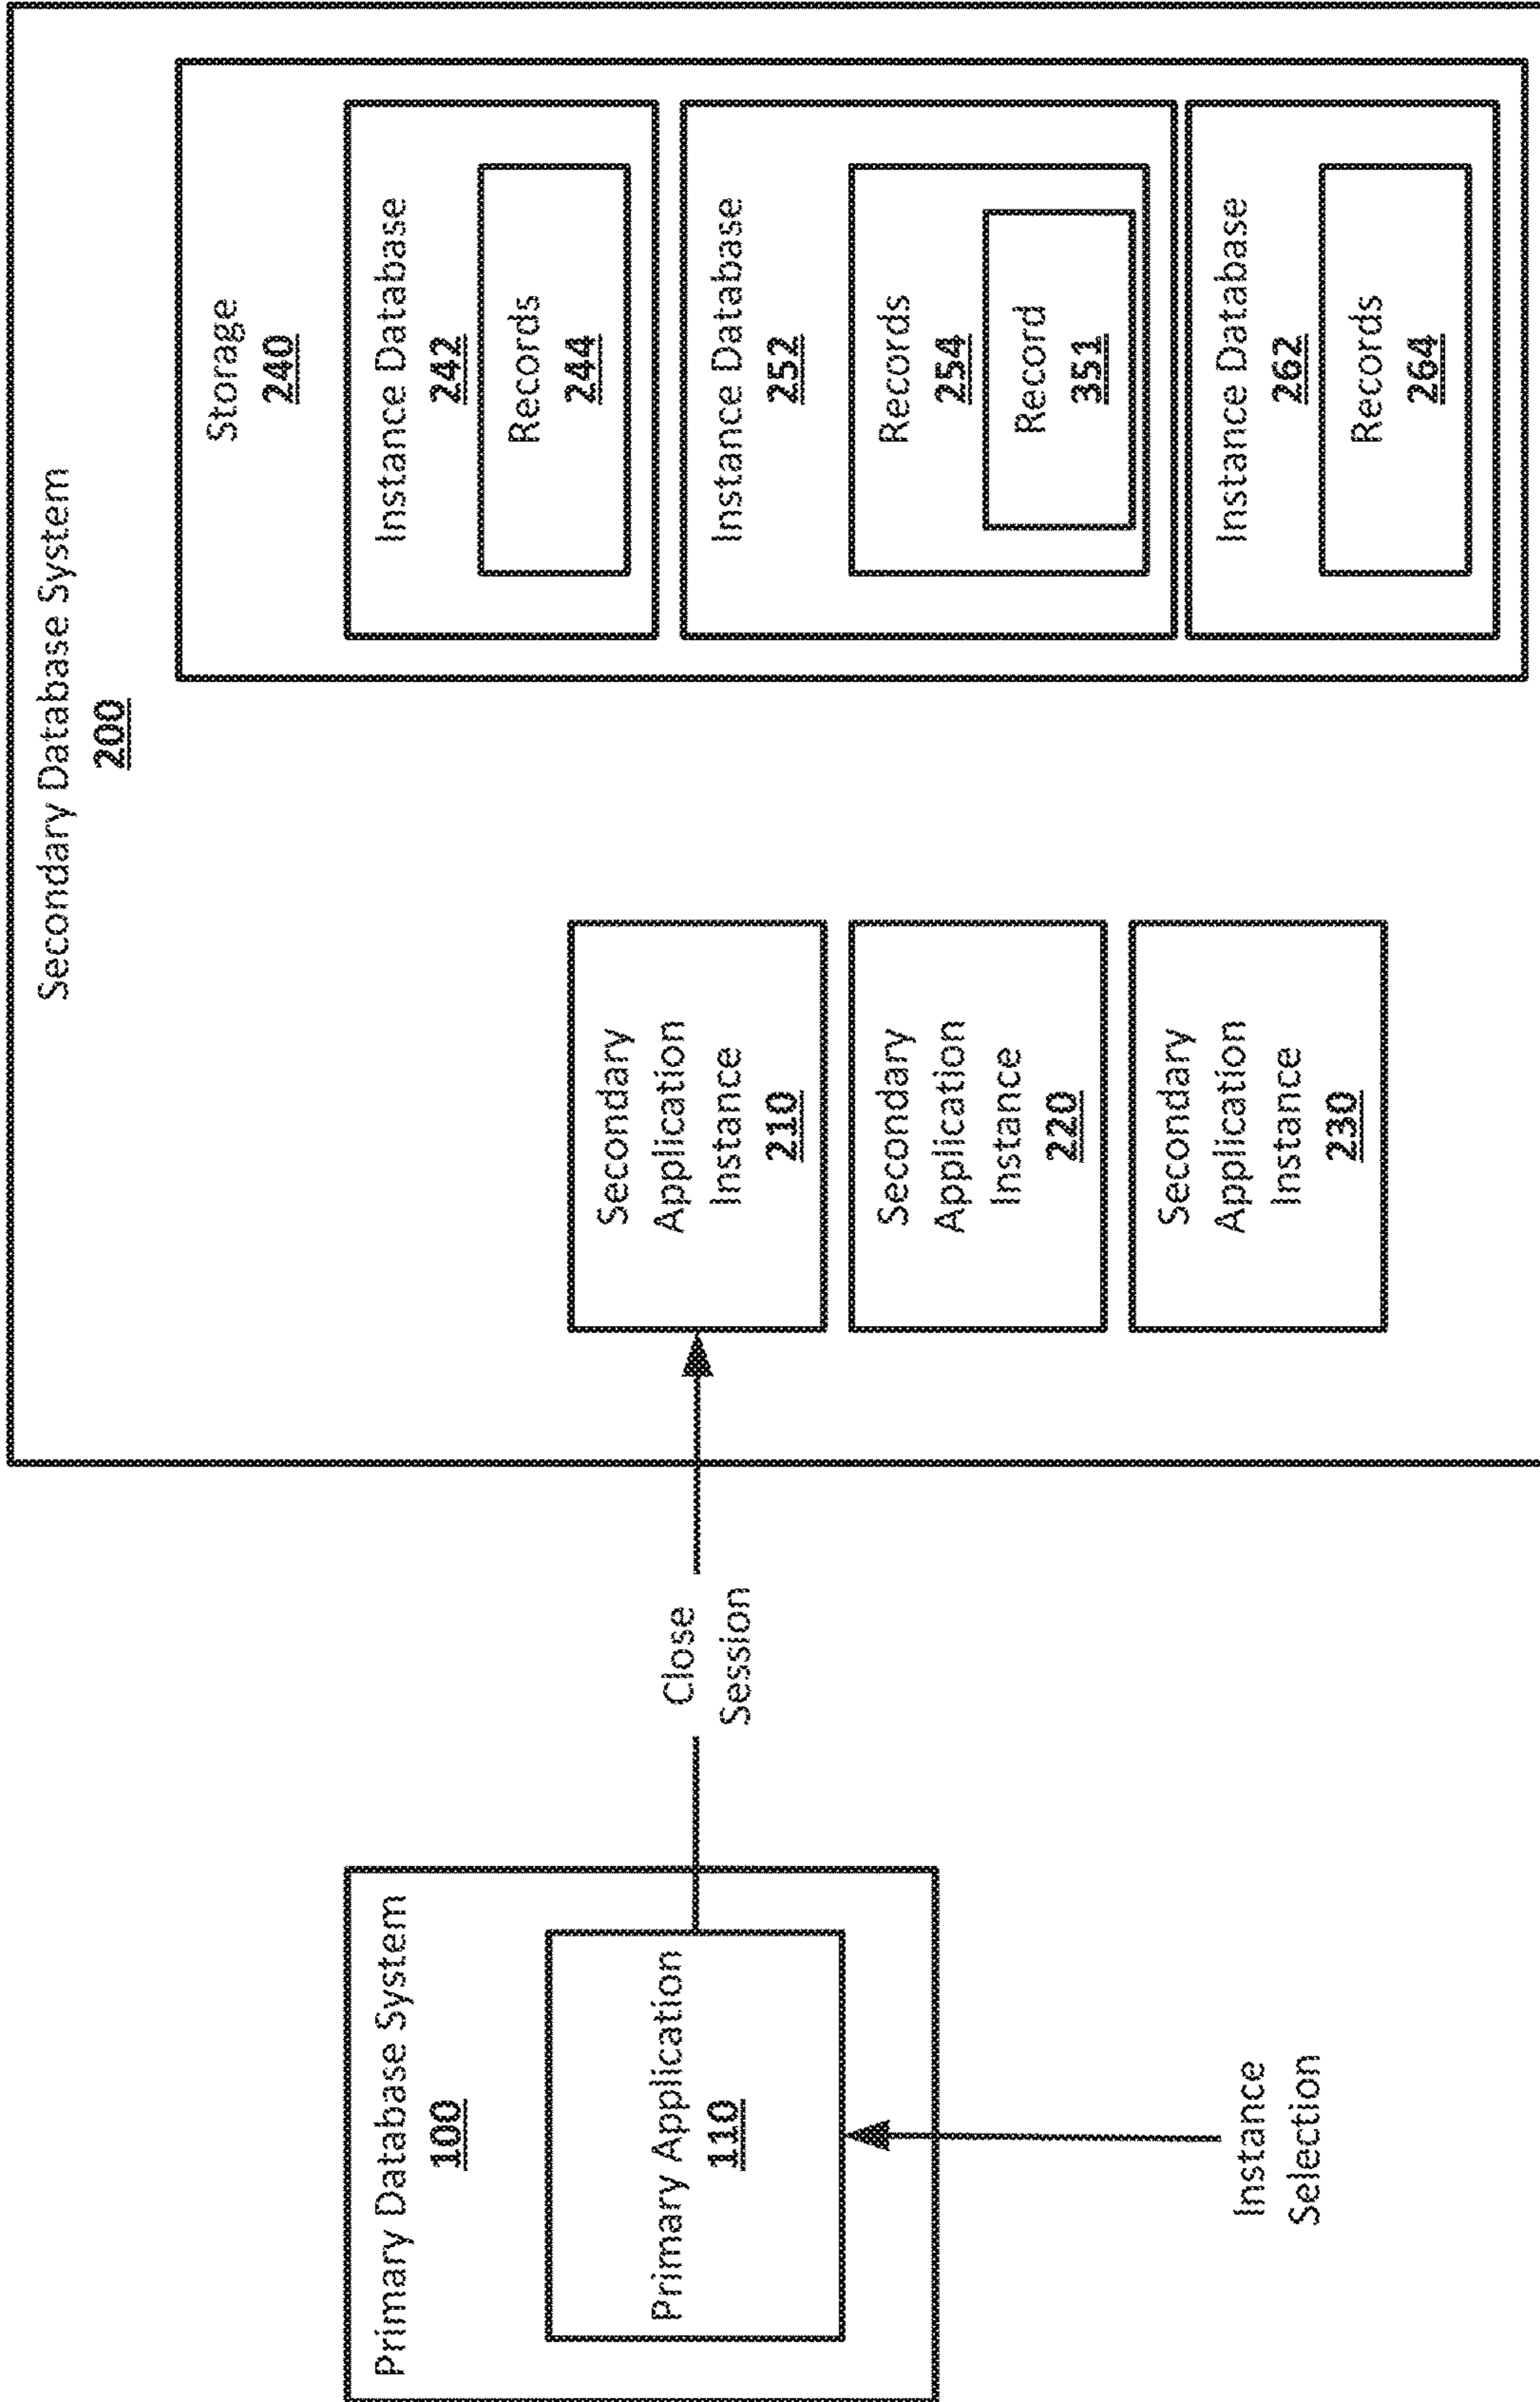 Primary Database System
100
Primary Application
110
Instance
Selection
Close
Session
Secondary Database System
200
Secondary
Application
Instance
210
Secondary
Application
Instance
220
Secondary
Application
Instance
230
Storage
240
Instance Database
242
Records
244
Instance Database
252
Records
254
Record
351
Instance Database
262
Records
264